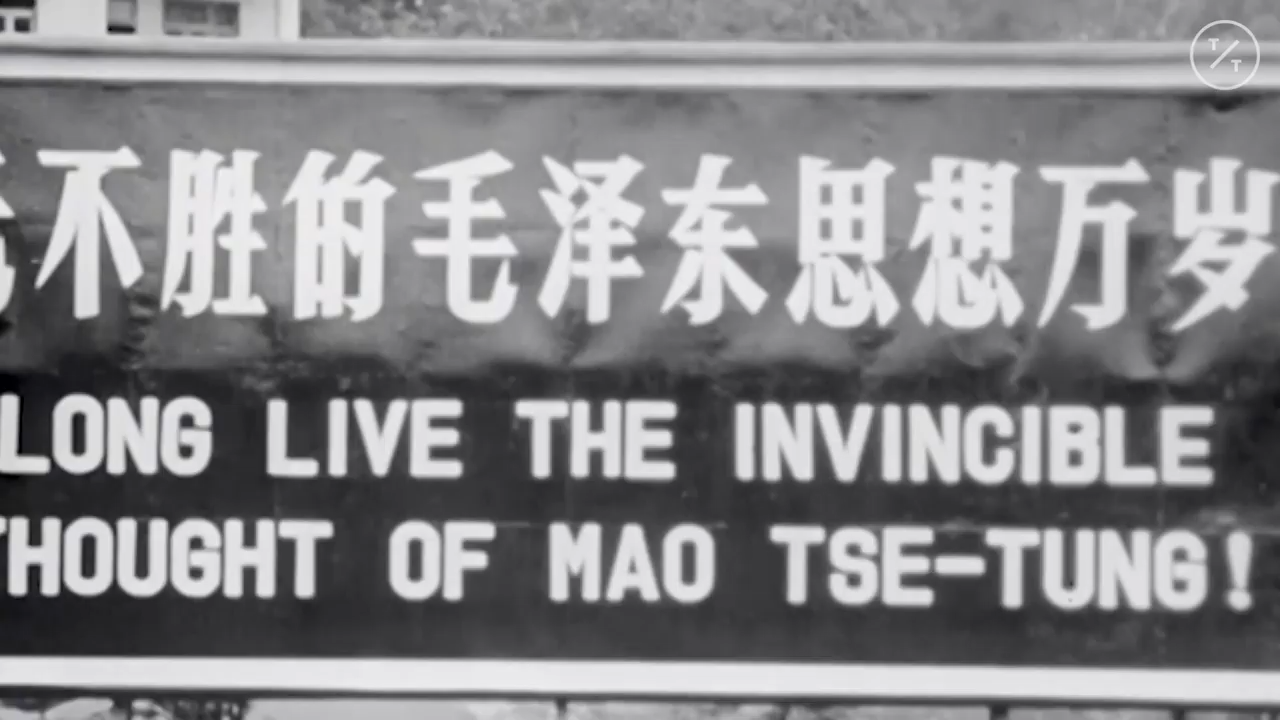 不胜的毛泽东思想万岁
LONG LIVE THE INVINCIBLE
THOUGHT OF MAO TSE-TUNG!
T/T